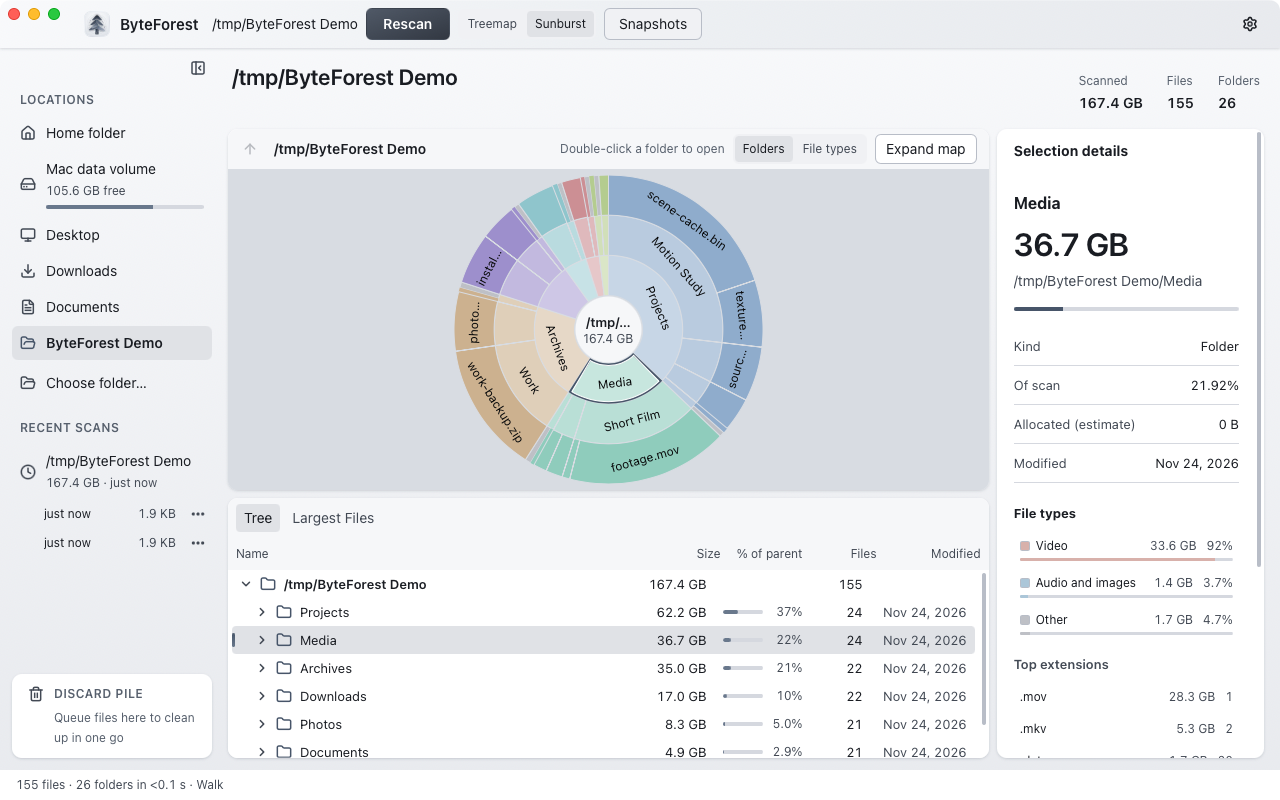 ByteForest
/tmp/ByteForest Demo
Rescan
Treemap
Sunburst
Snapshots
LOCATIONS
Home folder
Mac data volume
105.6 GB free
Desktop
Downloads
Documents
ByteForest Demo
Choose folder...
RECENT SCANS
/tmp/ByteForest Demo
167.4 GB · just now
just now 1.9 KB
just now 1.9 KB
DISCARD PILE
Queue files here to clean
up in one go
/tmp/ByteForest Demo
Scanned Files Folders
167.4 GB 155 26
/tmp/ByteForest Demo
Double-click a folder to open
Folders
File types
Expand map
scene-cache.bin
Motion Study
Projects
texture...
sourc...
/tmp/...
167.4 GB
Media
Short Film
footage.mov
Archives
Work
work-backup.zip
photo...
instal...
Tree
Largest Files
Name Size % of parent Files Modified
/tmp/ByteForest Demo 167.4 GB 155
Projects 62.2 GB 37% 24 Nov 24, 2026
Media 36.7 GB 22% 24 Nov 24, 2026
Archives 35.0 GB 21% 22 Nov 24, 2026
Downloads 17.0 GB 10% 22 Nov 24, 2026
Photos 8.3 GB 5.0% 21 Nov 24, 2026
Documents 4.9 GB 2.9% 21 Nov 24, 2026
Selection details
Media
36.7 GB
/tmp/ByteForest Demo/Media
Kind Folder
Of scan 21.92%
Allocated (estimate) 0 B
Modified Nov 24, 2026
File types
Video 33.6 GB 92%
Audio and images 1.4 GB 3.7%
Other 1.7 GB 4.7%
Top extensions
.mov 28.3 GB 1
.mkv 5.3 GB 2
155 files · 26 folders in <0.1 s · Walk